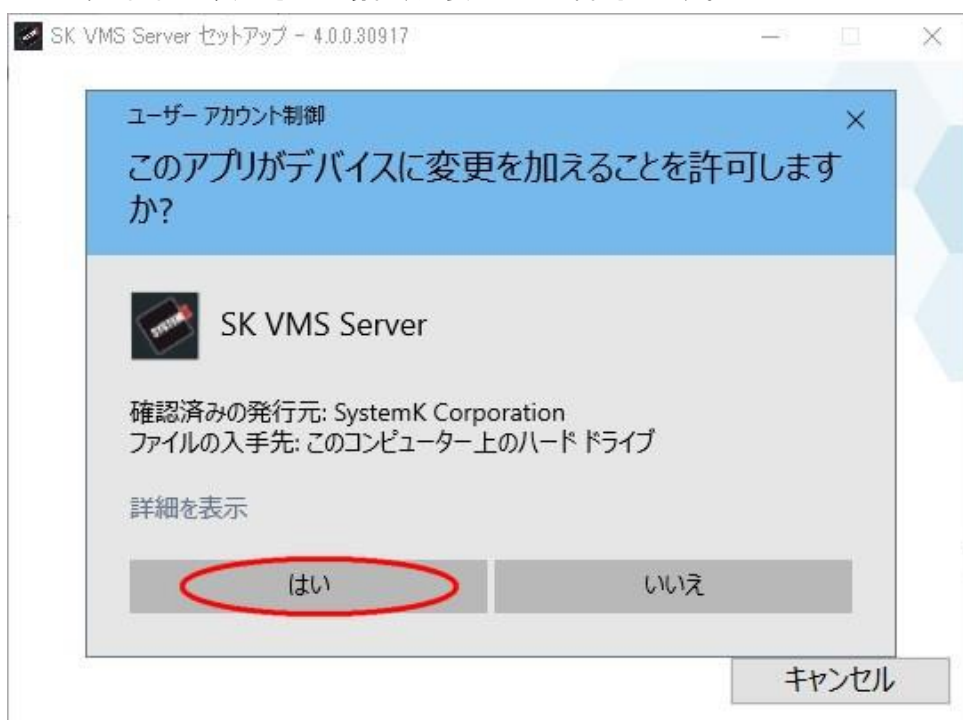 SK VMS Server セットアップ - 4.0.0.30917
ユーザー アカウント制御
このアプリがデバイスに変更を加えることを許可します
か?
SK VMS Server
確認済みの発行元: SystemK Corporation
ファイルの入手先: このコンピューター上のハード ドライブ
詳細を表示
はい
いいえ
キャンセル